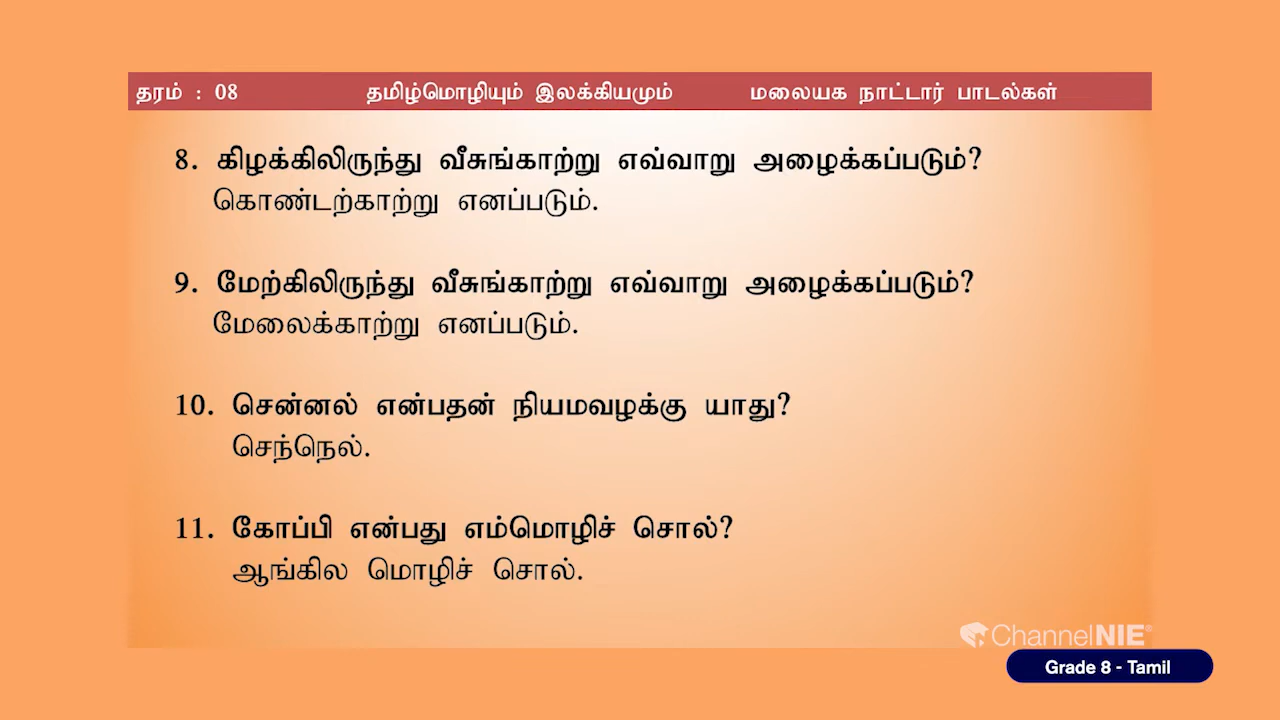 தரம் : 08 தமிழ்மொழியும் இலக்கியமும் மலையக நாட்டார் பாடல்கள்
8. கிழக்கிலிருந்து வீசுங்காற்று எவ்வாறு அழைக்கப்படும்?
கொண்டற்காற்று எனப்படும்.
9. மேற்கிலிருந்து வீசுங்காற்று எவ்வாறு அழைக்கப்படும்?
மேலைக்காற்று எனப்படும்.
10. சென்னல் என்பதன் நியமவழக்கு யாது?
செந்நெல்.
11. கோப்பி என்பது எம்மொழிச் சொல்?
ஆங்கில மொழிச் சொல்.
ChannelNIE®
Grade 8 - Tamil